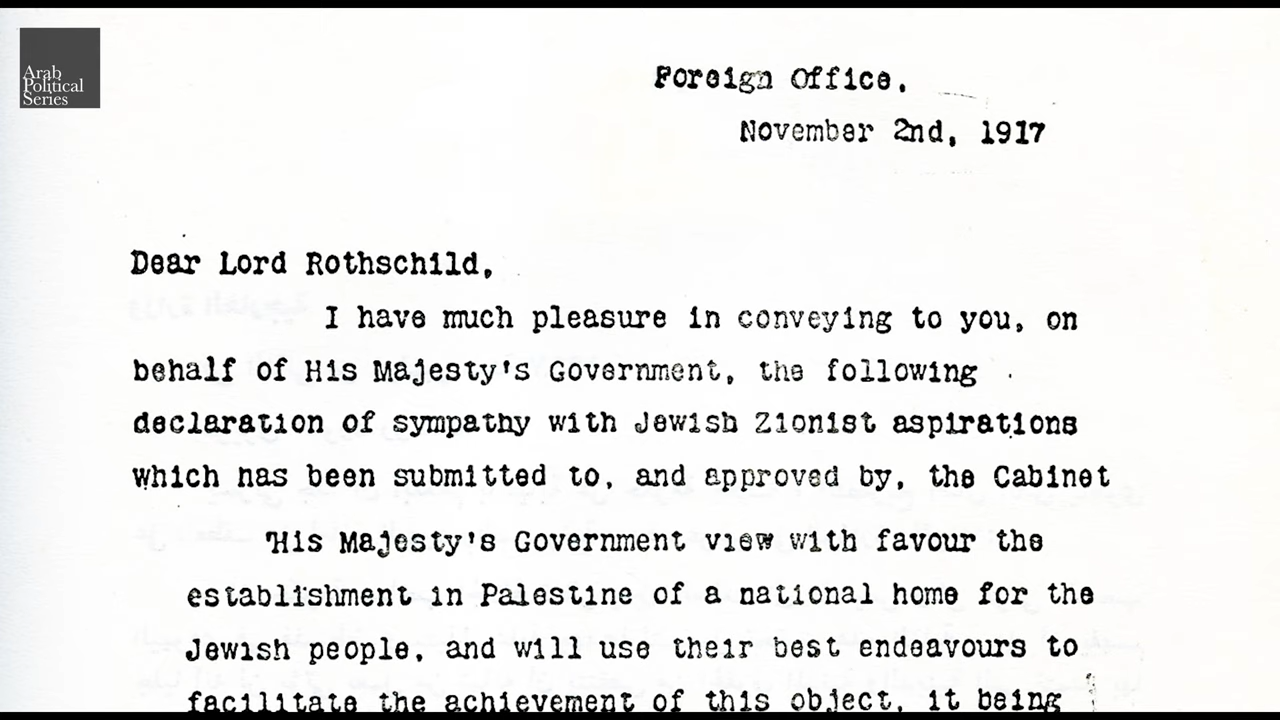 Arab
Political
Series
Foreign Office.
November 2nd, 1917
Dear Lord Rothschild,
I have much pleasure in conveying to you, on
behalf of His Majesty's Government, the following
declaration of sympathy with Jewish Zionist aspirations
which has been submitted to, and approved by, the Cabinet
"His Majesty's Government view with favour the
establishment in Palestine of a national home for the
Jewish people, and will use their best endeavours to
facilitate the achievement of this object, it being